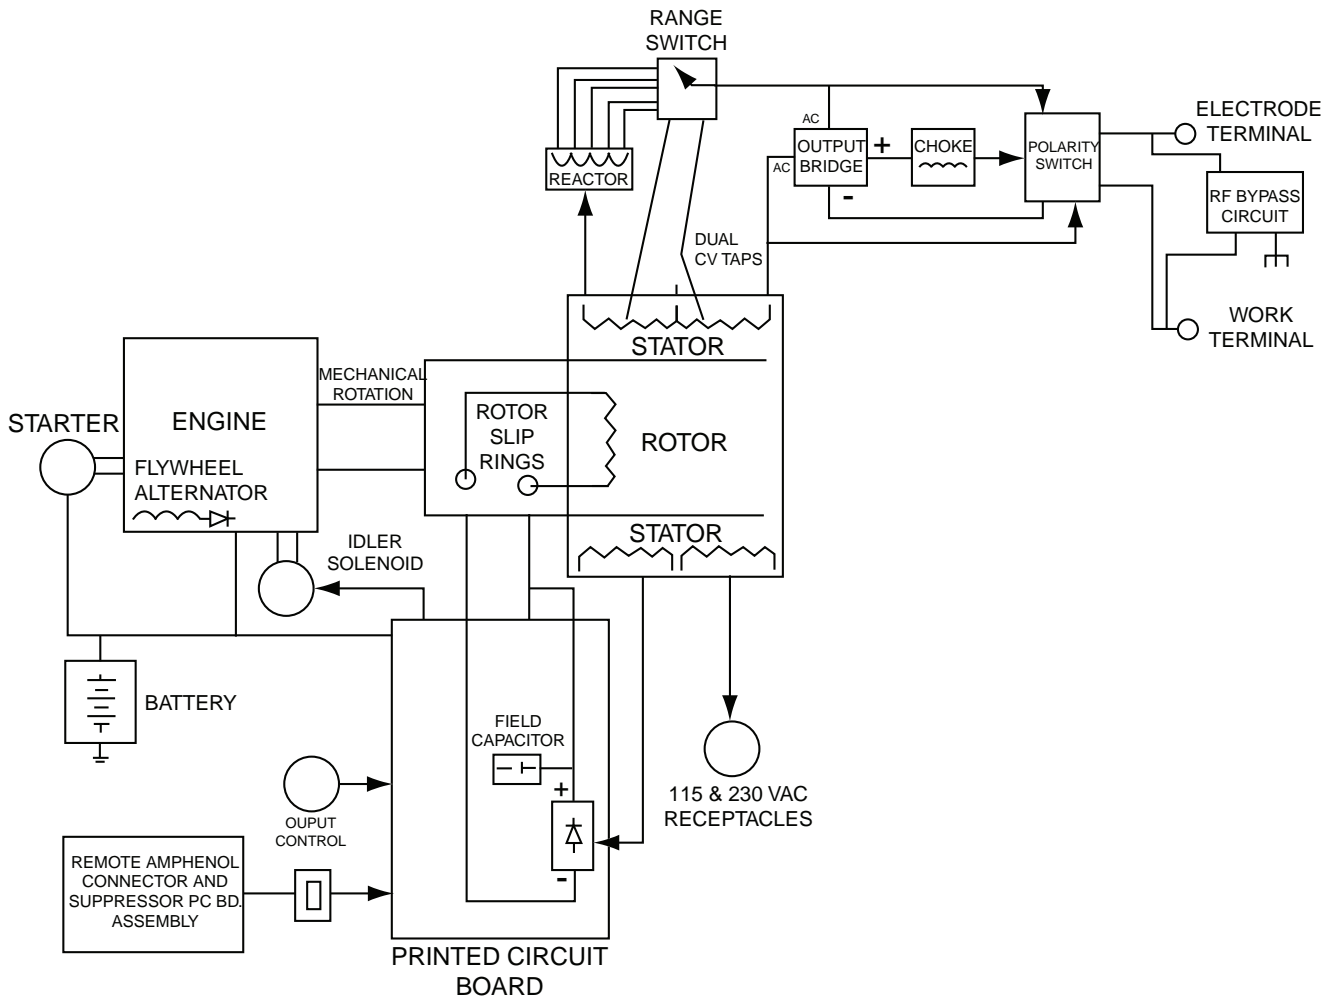 RANGE
SWITCH
REACTOR
AC
AC
OUTPUT
BRIDGE
+
-
CHOKE
POLARITY
SWITCH
ELECTRODE
TERMINAL
RF BYPASS
CIRCUIT
WORK
TERMINAL
DUAL
CV TAPS
STATOR
MECHANICAL
ROTATION
STARTER
ENGINE
FLYWHEEL
ALTERNATOR
ROTOR
SLIP
RINGS
ROTOR
STATOR
IDLER
SOLENOID
BATTERY
FIELD
CAPACITOR
+
-
115 & 230 VAC
RECEPTACLES
OUPUT
CONTROL
REMOTE AMPHENOL
CONNECTOR AND
SUPPRESSOR PC BD.
ASSEMBLY
PRINTED CIRCUIT
BOARD